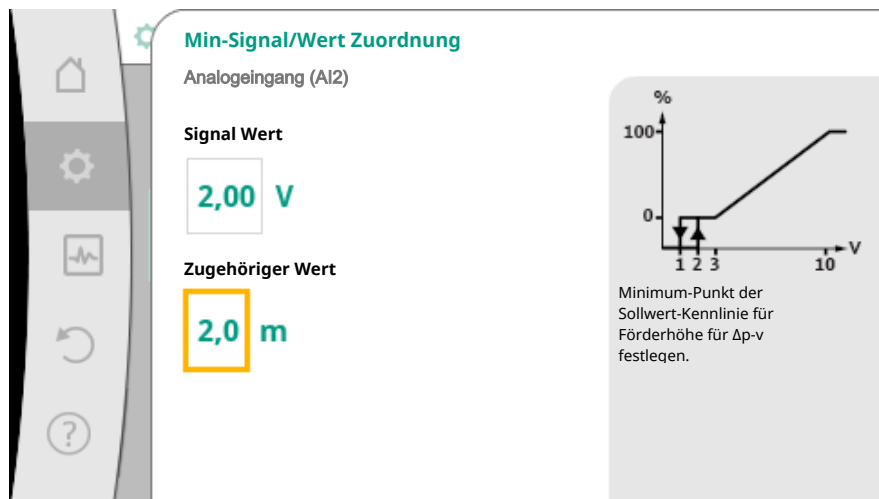 Min-Signal/Wert Zuordnung
Analogeingang (AI2)
Signal Wert
2,00 V
Zugehöriger Wert
2,0 m
%
100
0
1 2 3 10 V
Minimum-Punkt der
Sollwert-Kennlinie für
Förderhöhe für Δp-v
festlegen.
?